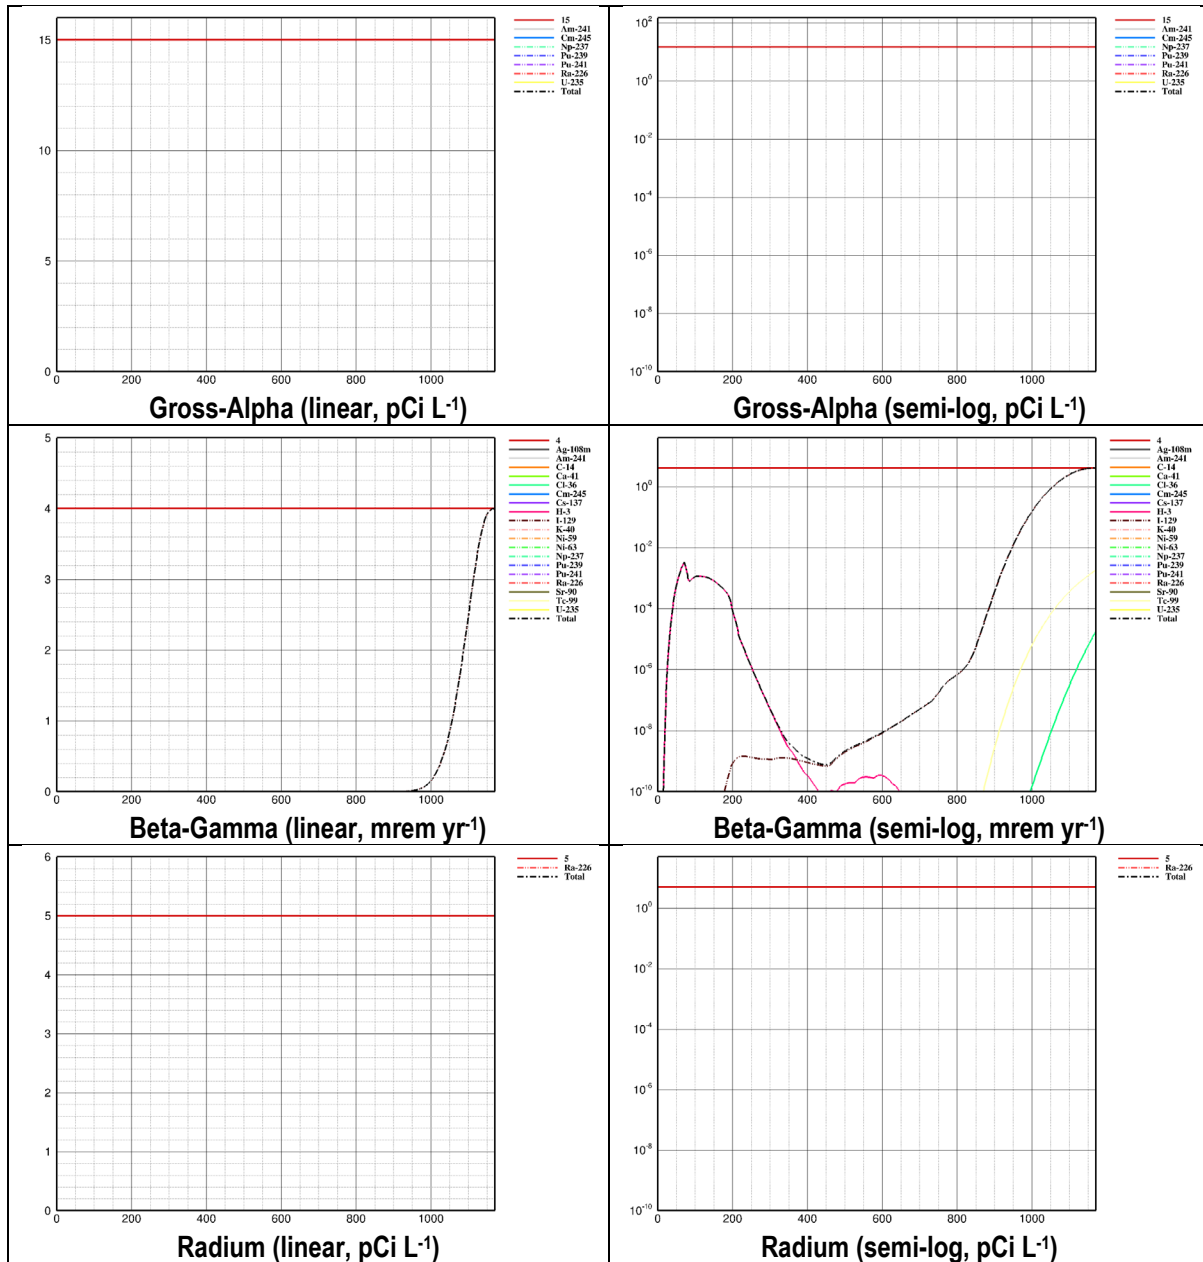 15
Am-241
Cm-245
Np-237
Pu-239
Pu-241
Ra-226
U-235
Total
15
10
5
0
0 200 400 600 800 1000
Gross-Alpha (linear, pCi L⁻¹)
15
Am-241
Cm-245
Np-237
Pu-239
Pu-241
Ra-226
U-235
Total
10²
10⁰
10⁻²
10⁻⁴
10⁻⁶
10⁻⁸
10⁻¹⁰
0 200 400 600 800 1000
Gross-Alpha (semi-log, pCi L⁻¹)
4
Ag-108m
Am-241
C-14
Ca-41
Cl-36
Cm-245
Cs-137
H-3
I-129
K-40
Ni-59
Ni-63
Np-237
Pu-239
Pu-241
Ra-226
Sr-90
Tc-99
U-235
Total
5
4
3
2
1
0
0 200 400 600 800 1000
Beta-Gamma (linear, mrem yr⁻¹)
4
Ag-108m
Am-241
C-14
Ca-41
Cl-36
Cm-245
Cs-137
H-3
I-129
K-40
Ni-59
Ni-63
Np-237
Pu-239
Pu-241
Ra-226
Sr-90
Tc-99
U-235
Total
10⁰
10⁻²
10⁻⁴
10⁻⁶
10⁻⁸
10⁻¹⁰
0 200 400 600 800 1000
Beta-Gamma (semi-log, mrem yr⁻¹)
5
Ra-226
Total
6
5
4
3
2
1
0
0 200 400 600 800 1000
Radium (linear, pCi L⁻¹)
5
Ra-226
Total
10⁰
10⁻²
10⁻⁴
10⁻⁶
10⁻⁸
10⁻¹⁰
0 200 400 600 800 1000
Radium (semi-log, pCi L⁻¹)